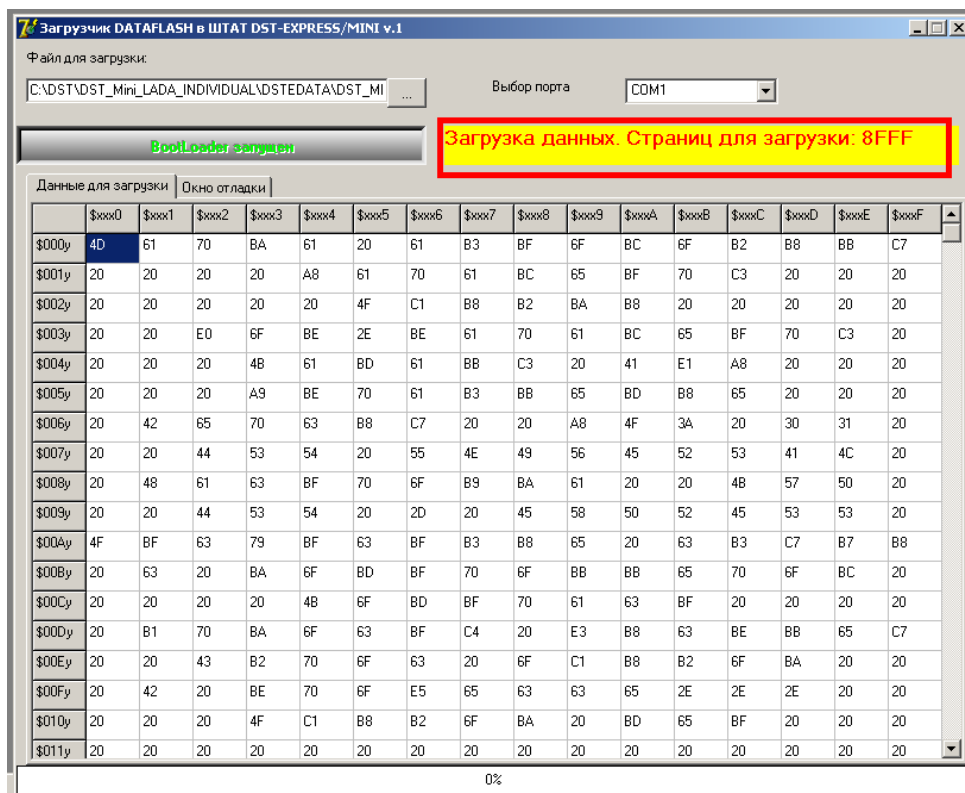 Загрузчик DATAFLASH в ШТАТ DST-EXPRESS/MINI v.1
Файл для загрузки:
C:\DST\DST_Mini_LADA_INDIVIDUAL\DSTEDATA\DST_MI ... Выбор порта COM1
BootLoader запущен Загрузка данных. Страниц для загрузки: 8FFF
Данные для загрузки Окно отладки
$xxx0 $xxx1 $xxx2 $xxx3 $xxx4 $xxx5 $xxx6 $xxx7 $xxx8 $xxx9 $xxxA $xxxB $xxxC $xxxD $xxxE $xxxF
$000y 4D 61 70 BA 61 20 61 B3 BF 6F BC 6F B2 B8 BB C7
$001y 20 20 20 20 A8 61 70 61 BC 65 BF 70 C3 20 20 20
$002y 20 20 20 20 20 4F C1 B8 B2 BA B8 20 20 20 20 20
$003y 20 20 E0 6F BE 2E BE 61 70 61 BC 65 BF 70 C3 20
$004y 20 20 20 4B 61 BD 61 BB C3 20 41 E1 A8 20 20 20
$005y 20 20 20 A9 BE 70 61 B3 BB 65 BD B8 65 20 20 20
$006y 20 42 65 70 63 B8 C7 20 20 A8 4F 3A 20 30 31 20
$007y 20 20 44 53 54 20 55 4E 49 56 45 52 53 41 4C 20
$008y 20 48 61 63 BF 70 6F B9 BA 61 20 20 4B 57 50 20
$009y 20 20 44 53 54 20 2D 20 45 58 50 52 45 53 53 20
$00Ay 4F BF 63 79 BF 63 BF B3 B8 65 20 63 B3 C7 B7 B8
$00By 20 63 20 BA 6F BD BF 70 6F BB BB 65 70 6F BC 20
$00Cy 20 20 20 20 4B 6F BD BF 70 61 63 BF 20 20 20 20
$00Dy 20 B1 70 BA 6F 63 BF C4 20 E3 B8 63 BE BB 65 C7
$00Ey 20 20 43 B2 70 6F 63 20 6F C1 B8 B2 6F BA 20 20
$00Fy 20 42 20 BE 70 6F E5 65 63 63 65 2E 2E 2E 20 20
$010y 20 20 20 4F C1 B8 B2 6F BA 20 BD 65 BF 20 20 20
$011y 20 20 20 20 20 20 20 20 20 20 20 20 20 20 20 20
0%